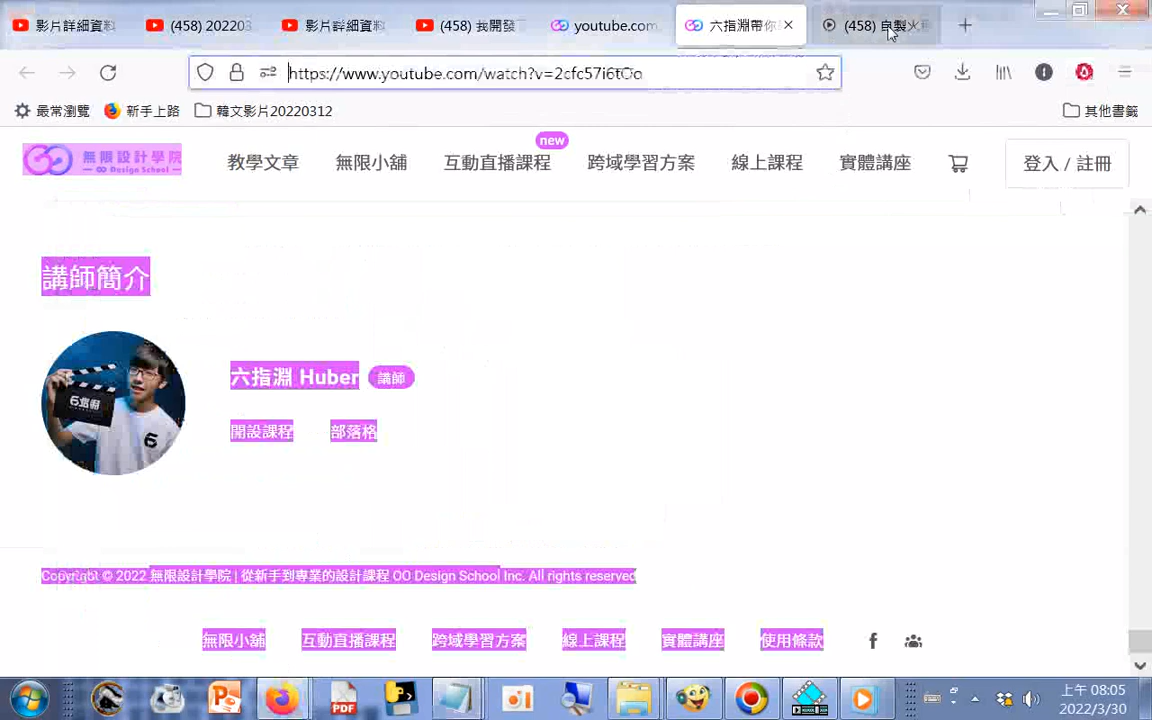 影片詳細資料
(458) 202203
影片詳細資料
(458) 我開發
youtube.com
六指淵帶你
(458) 自製火
https://www.youtube.com/watch?v=2cfc57i6tCo
最常瀏覽
新手上路
韓文影片20220312
其他書籤
無限設計學院
OO Design School
教學文章
無限小舖
互動直播課程
new
跨域學習方案
線上課程
實體講座
登入 / 註冊
講師簡介
6指淵
6
六指淵 Huber
講師
開設課程
部落格
Copyright © 2022 無限設計學院 | 從新手到專業的設計課程 OO Design School Inc. All rights reserved
無限小舖
互動直播課程
跨域學習方案
線上課程
實體講座
使用條款
PDF
上午 08:05
2022/3/30